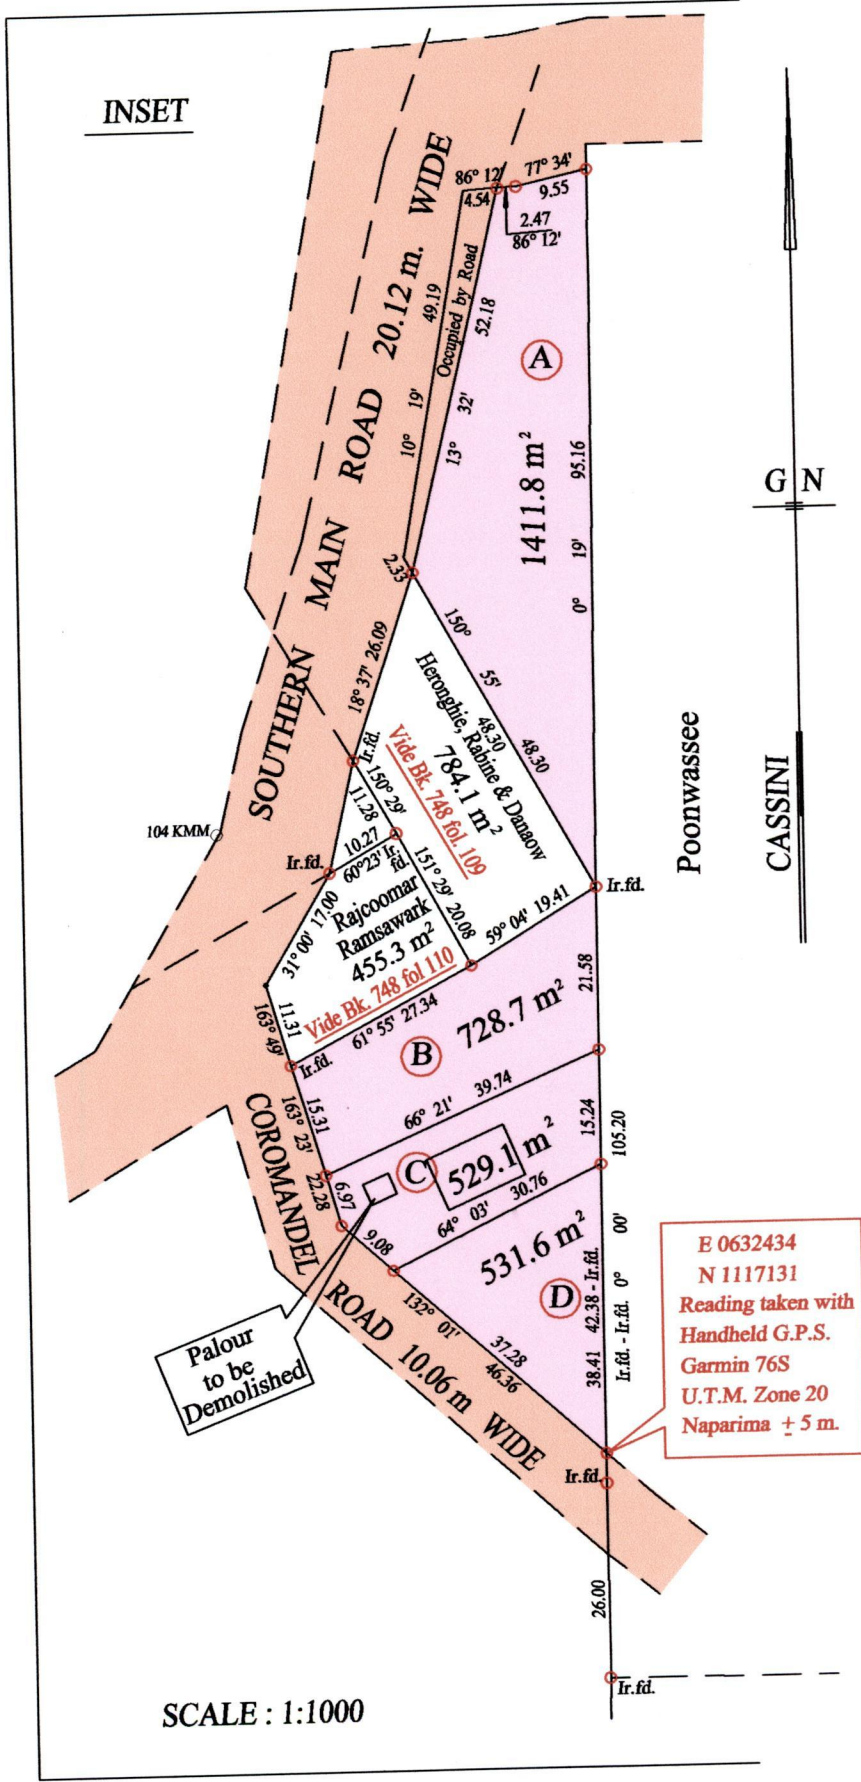 INSET
SOUTHERN MAIN ROAD 20.12 m. WIDE
86° 12'
4.54
77° 34'
9.55
2.47
86° 12'
49.19
10° 19'
Occupied by Road
52.18
13° 32'
A
1411.8 m²
95.16
0° 19'
G N
CASSINI
Poonwassee
2.33
18° 37' 26.09
150° 55'
48.30
48.30
Heronghie, Rabine & Danaow
784.1 m²
Vide Bk. 748 fol. 109
Ir.fd.
150° 29'
11.28
104 KMM
10.27
60°23'
Ir.fd.
Ir.
fd.
151° 29' 20.08
59° 04' 19.41
Ir.fd.
31° 00' 17.00
Rajcoomar
Ramsawark
455.3 m²
Vide Bk. 748 fol 110
61° 55' 27.34
11.31
163° 49'
Ir.fd.
21.58
B
728.7 m²
15.31
163° 23'
22.28
66° 21' 39.74
15.24
105.20
C
529.1 m²
6.97
9.08
64° 03' 30.76
COROMANDEL ROAD 10.06 m WIDE
531.6 m²
D
132° 01'
37.28
46.36
38.41
42.38 - Ir.fd.
Ir.fd. - Ir.fd. 0° 00'
Palour
to be
Demolished
E 0632434
N 1117131
Reading taken with
Handheld G.P.S.
Garmin 76S
U.T.M. Zone 20
Naparima ± 5 m.
Ir.fd.
26.00
Ir.fd.
SCALE : 1:1000